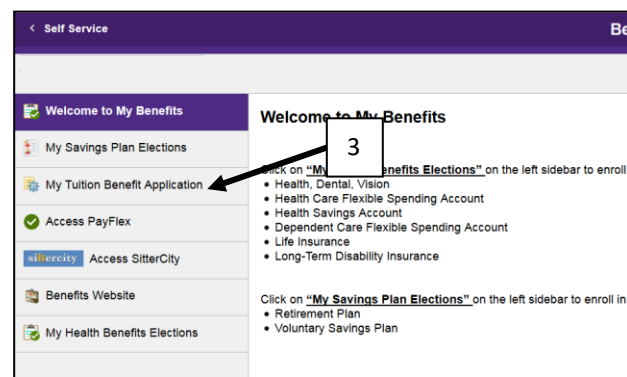 Self Service
Be
Welcome to My Benefits
My Savings Plan Elections
My Tuition Benefit Application
Access PayFlex
sittercity Access SitterCity
Benefits Website
My Health Benefits Elections
Welcome to My Benefits
3
Click on "My enefits Elections" on the left sidebar to enroll
• Health, Dental, Vision
• Health Care Flexible Spending Account
• Health Savings Account
• Dependent Care Flexible Spending Account
• Life Insurance
• Long-Term Disability Insurance
Click on "My Savings Plan Elections" on the left sidebar to enroll in
• Retirement Plan
• Voluntary Savings Plan